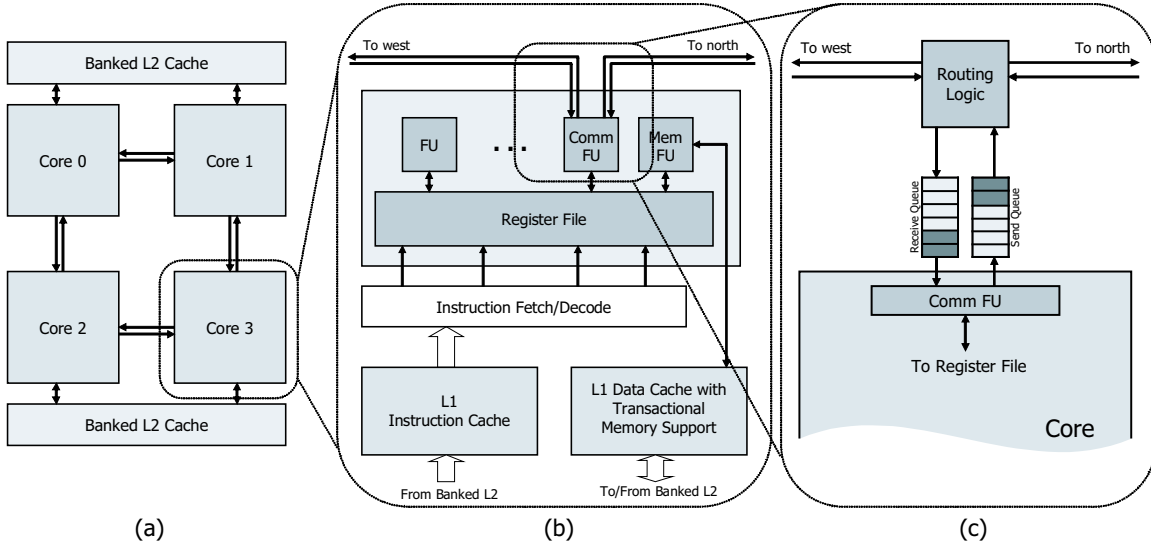 Banked L2 Cache
Core 0
Core 1
Core 2
Core 3
Banked L2 Cache
(a)
To west
To north
FU
. . .
Comm
FU
Mem
FU
Register File
Instruction Fetch/Decode
L1
Instruction Cache
L1 Data Cache with
Transactional
Memory Support
From Banked L2
To/From Banked L2
(b)
To west
To north
Routing
Logic
Receive Queue
Send Queue
Comm FU
To Register File
Core
(c)